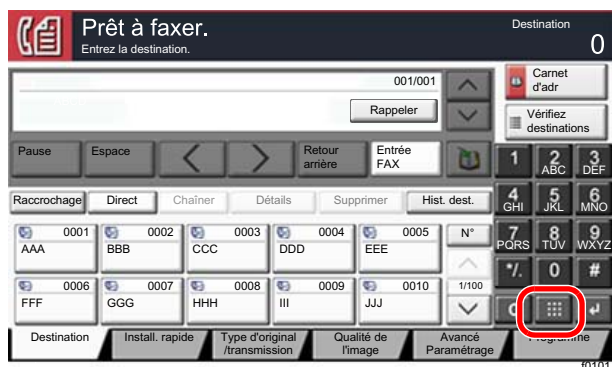 Prêt à faxer.
Entrez la destination.
Destination
0
001/001
Rappeler
Carnet
d'adr
Vérifiez
destinations
Pause
Espace
Retour
arrière
Entrée
FAX
1
2
ABC
3
DEF
Raccrochage
Direct
Chaîner
Détails
Supprimer
Hist. dest.
4
GHI
5
JKL
6
MNO
0001
AAA
0002
BBB
0003
CCC
0004
DDD
0005
EEE
N°
7
PQRS
8
TUV
9
WXYZ
0006
FFF
0007
GGG
0008
HHH
0009
III
0010
JJJ
1/100
*/.
0
#
C
Destination
Install. rapide
Type d'original
/transmission
Qualité de
l'image
Avancé
Paramétrage
Programme
f0101